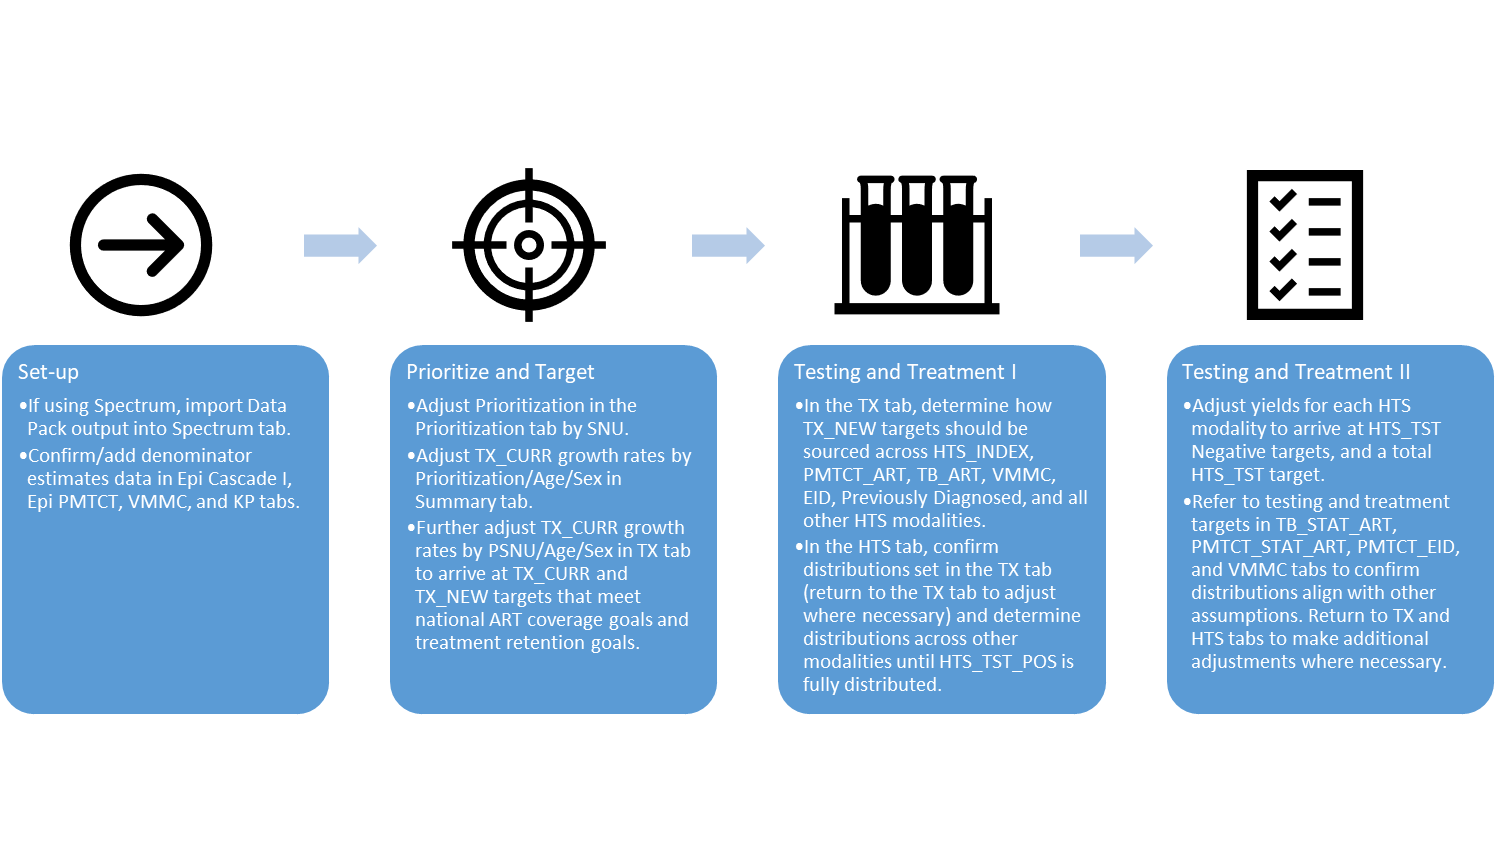 Set-up
•If using Spectrum, import Data
Pack output into Spectrum tab.
•Confirm/add denominator
estimates data in Epi Cascade I,
Epi PMTCT, VMMC, and KP tabs.
Prioritize and Target
•Adjust Prioritization in the
Prioritization tab by SNU.
•Adjust TX_CURR growth rates by
Prioritization/Age/Sex in
Summary tab.
•Further adjust TX_CURR growth
rates by PSNU/Age/Sex in TX tab
to arrive at TX_CURR and
TX_NEW targets that meet
national ART coverage goals and
treatment retention goals.
Testing and Treatment I
•In the TX tab, determine how
TX_NEW targets should be
sourced across HTS_INDEX,
PMTCT_ART, TB_ART, VMMC,
EID, Previously Diagnosed, and all
other HTS modalities.
•In the HTS tab, confirm
distributions set in the TX tab
(return to the TX tab to adjust
where necessary) and determine
distributions across other
modalities until HTS_TST_POS is
fully distributed.
Testing and Treatment II
•Adjust yields for each HTS
modality to arrive at HTS_TST
Negative targets, and a total
HTS_TST target.
•Refer to testing and treatment
targets in TB_STAT_ART,
PMTCT_STAT_ART, PMTCT_EID,
and VMMC tabs to confirm
distributions align with other
assumptions. Return to TX and
HTS tabs to make additional
adjustments where necessary.